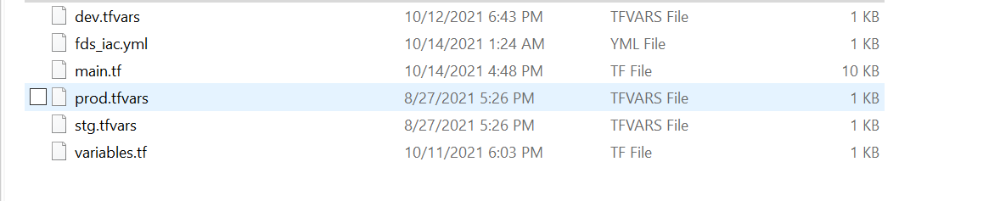 dev.tfvars 10/12/2021 6:43 PM TFVARS File 1 KB
fds_iac.yml 10/14/2021 1:24 AM YML File 1 KB
main.tf 10/14/2021 4:48 PM TF File 10 KB
prod.tfvars 8/27/2021 5:26 PM TFVARS File 1 KB
stg.tfvars 8/27/2021 5:26 PM TFVARS File 1 KB
variables.tf 10/11/2021 6:03 PM TF File 1 KB